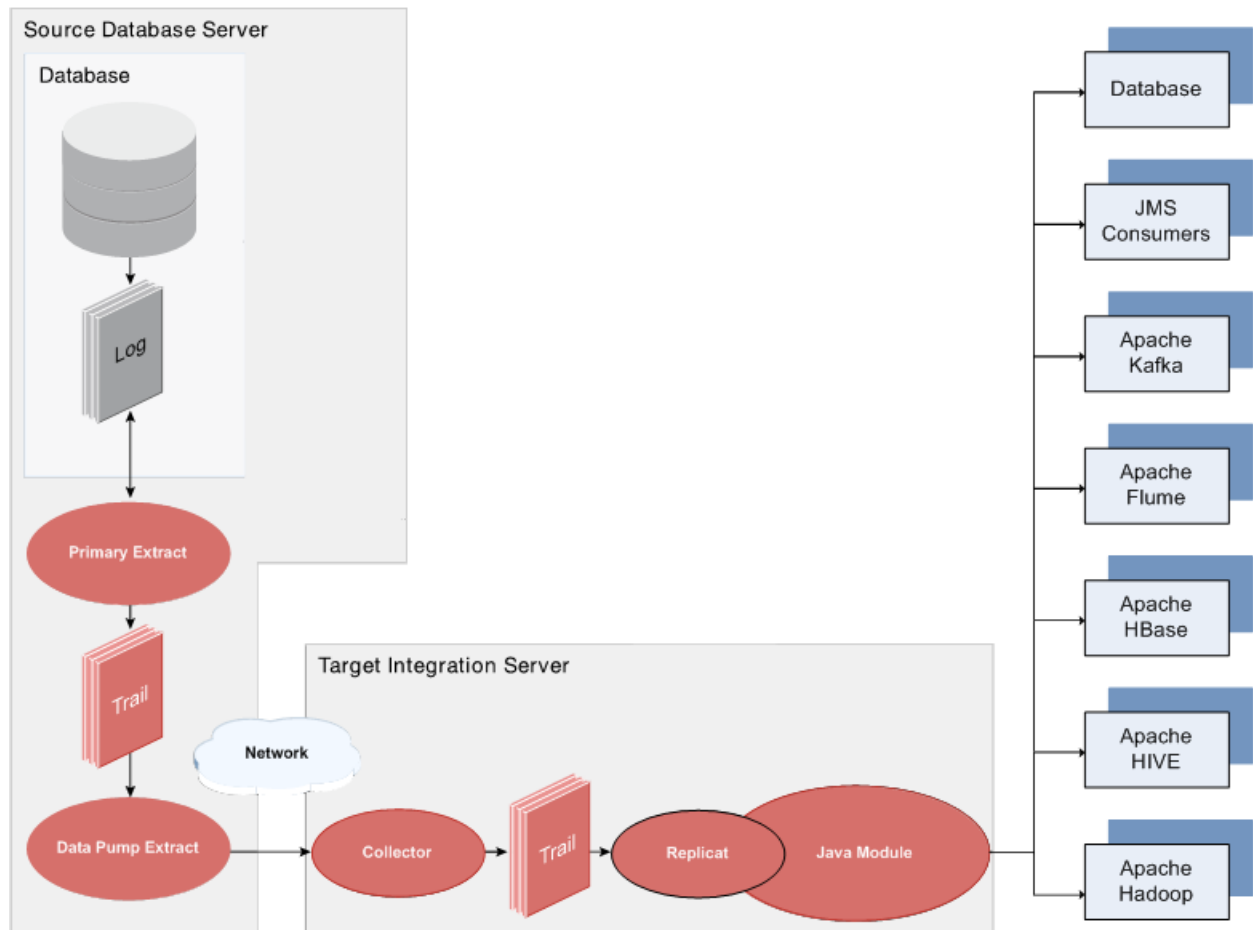 Source Database Server
Database
Log
Primary Extract
Trail
Data Pump Extract
Network
Target Integration Server
Collector
Trail
Replicat
Java Module
Database
JMS
Consumers
Apache
Kafka
Apache
Flume
Apache
HBase
Apache
HIVE
Apache
Hadoop